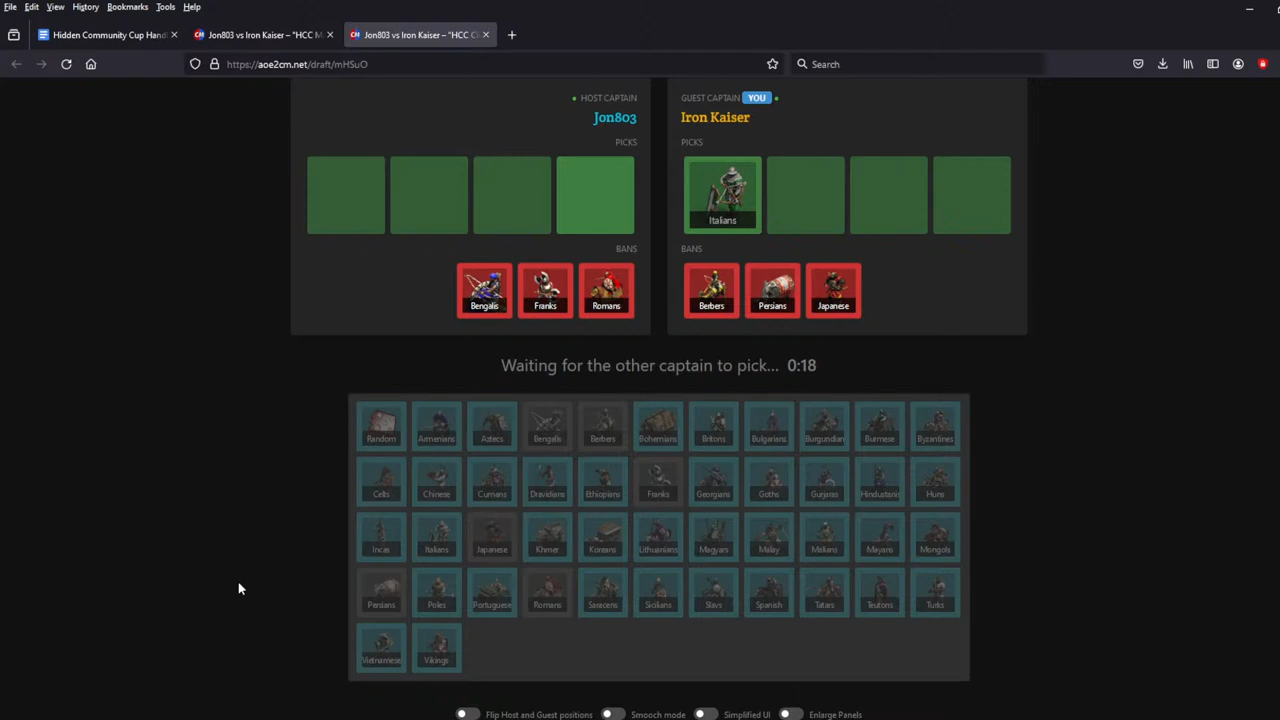 File Edit View History Bookmarks Tools Help
Hidden Community Cup Hand
Jon803 vs Iron Kaiser – "HCC M
Jon803 vs Iron Kaiser – "HCC C
https://aoe2cm.net/draft/mHSuO
Search
HOST CAPTAIN
Jon803
PICKS
BANS
Bengalis Franks Romans
GUEST CAPTAIN YOU
Iron Kaiser
PICKS
Italians
BANS
Berbers Persians Japanese
Waiting for the other captain to pick... 0:18
Random Armenians Aztecs Bengalis Berbers Bohemians Britons Bulgarians Burgundian Burmese Byzantines
Celts Chinese Cumans Dravidians Ethiopians Franks Georgians Goths Gurjaras Hindustanis Huns
Incas Italians Japanese Khmer Koreans Lithuanians Magyars Malay Malians Mayans Mongols
Persians Poles Portuguese Romans Saracens Sicilians Slavs Spanish Tatars Teutons Turks
Vietnamese Vikings
Flip Host and Guest positions Smooch mode Simplified UI Enlarge Panels